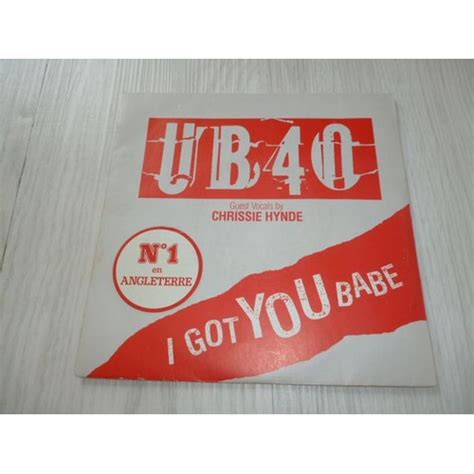 UB40
Guest Vocals by
CHRISSIE HYNDE
N°1
en
ANGLETERRE
I GOT YOU BABE